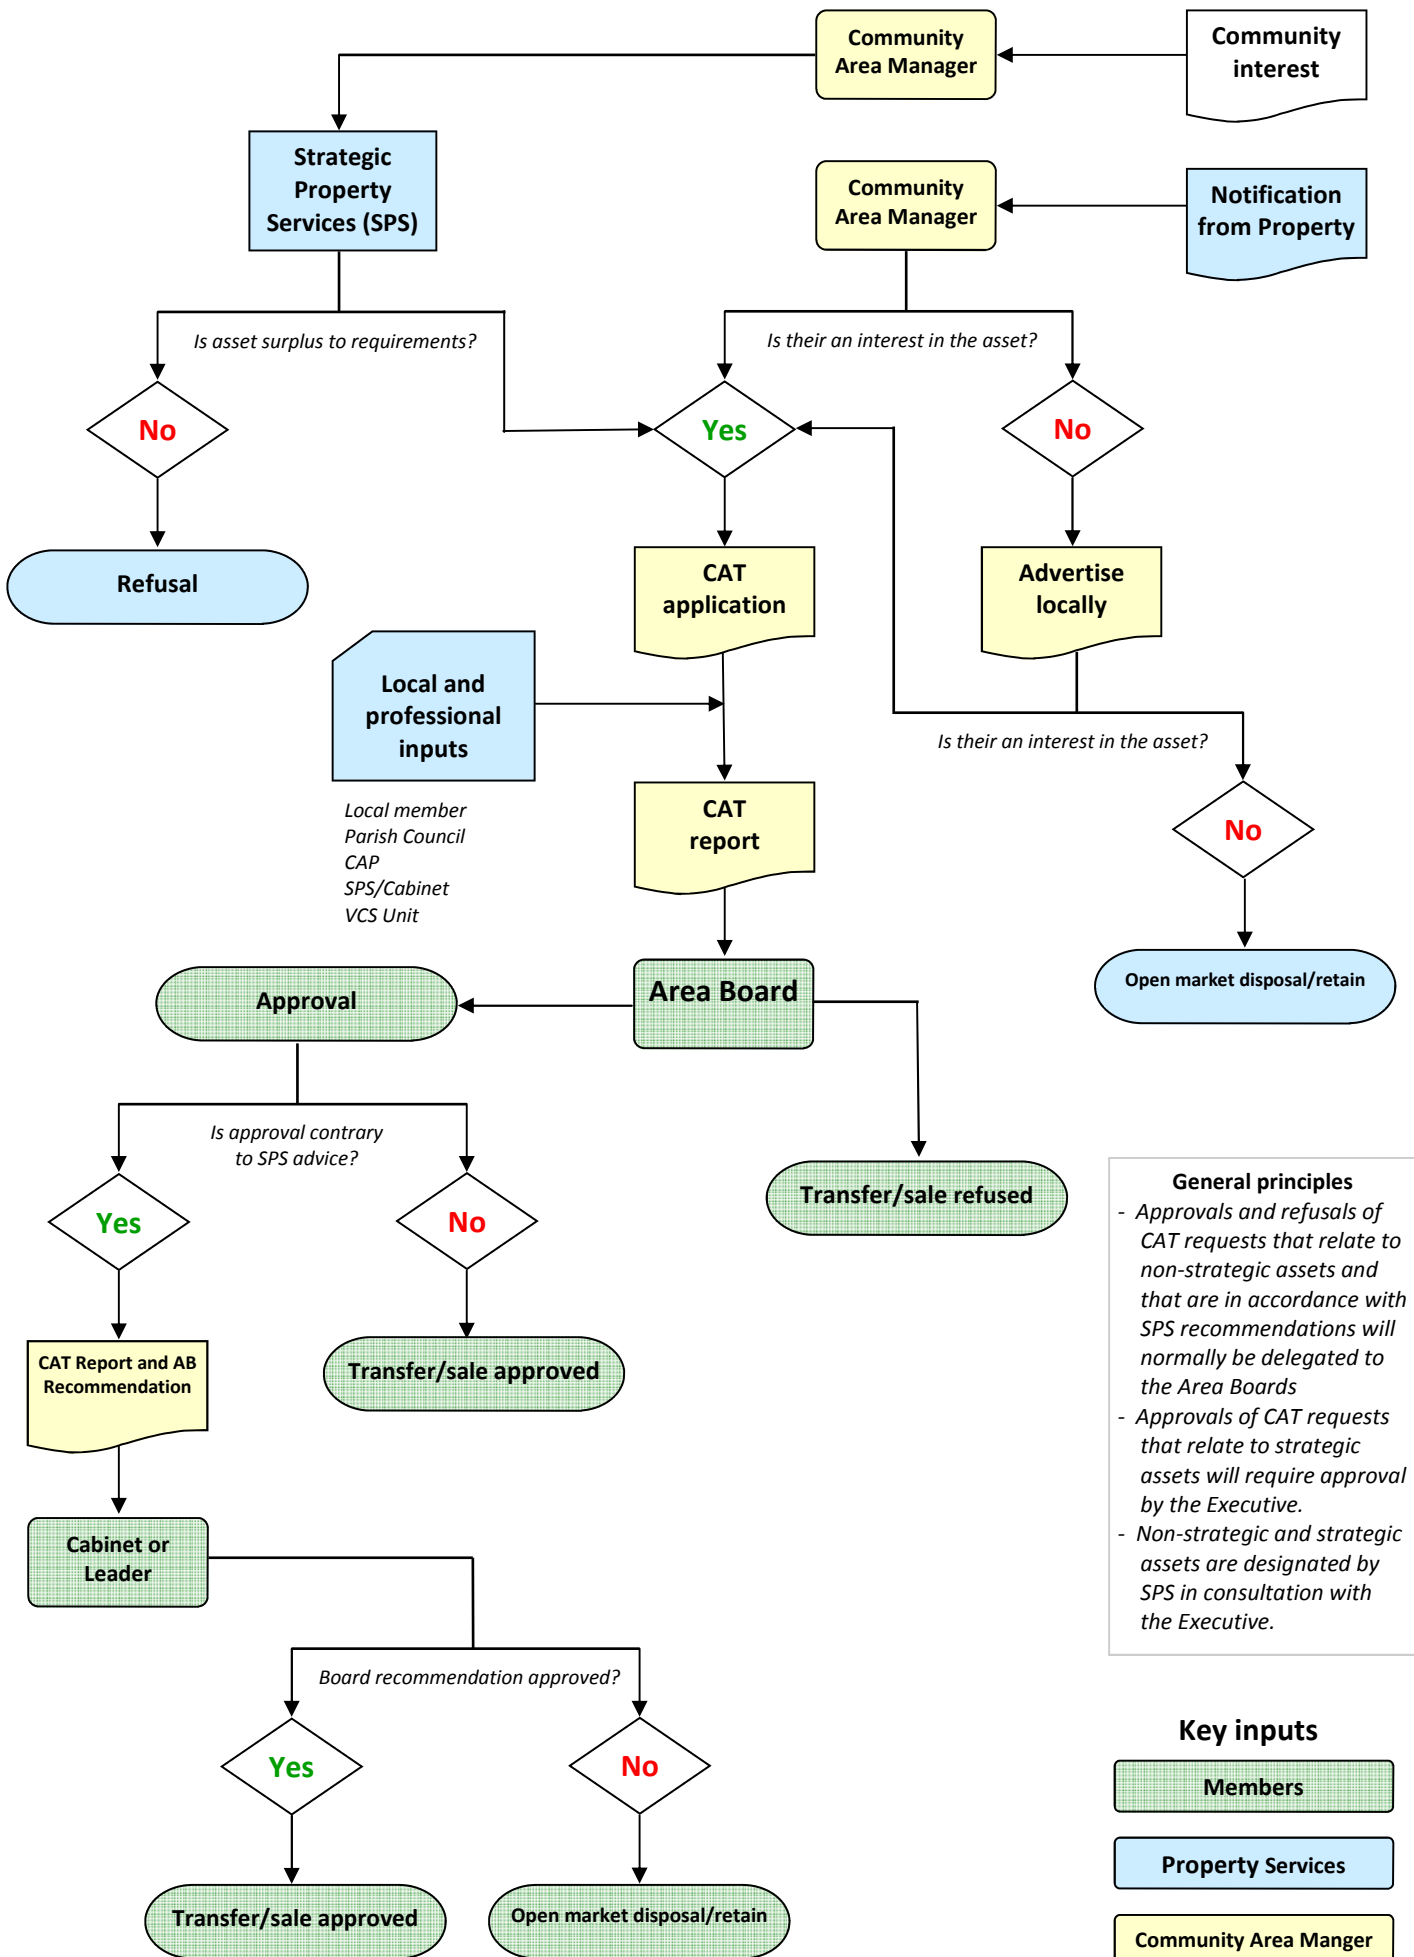 Community
Area Manager
Community
interest
Strategic
Property
Services (SPS)
Community
Area Manager
Notification
from Property
Is asset surplus to requirements?
Is their an interest in the asset?
No
Yes
No
Refusal
CAT
application
Advertise
locally
Local and
professional
inputs
Is their an interest in the asset?
Local member
Parish Council
CAP
SPS/Cabinet
VCS Unit
CAT
report
No
Approval
Area Board
Open market disposal/retain
Is approval contrary
to SPS advice?
Yes
No
Transfer/sale refused
CAT Report and AB
Recommendation
Transfer/sale approved
General principles
- Approvals and refusals of
CAT requests that relate to
non-strategic assets and
that are in accordance with
SPS recommendations will
normally be delegated to
the Area Boards
- Approvals of CAT requests
that relate to strategic
assets will require approval
by the Executive.
- Non-strategic and strategic
assets are designated by
SPS in consultation with
the Executive.
Cabinet or
Leader
Board recommendation approved?
Yes
No
Transfer/sale approved
Open market disposal/retain
Key inputs
Members
Property Services
Community Area Manger